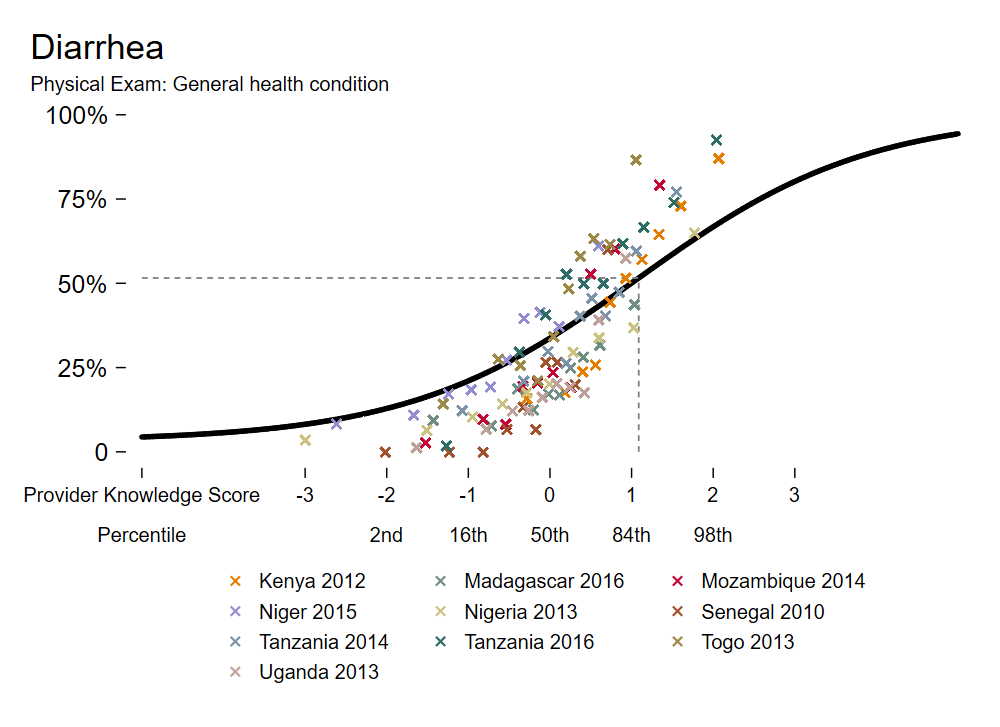 Diarrhea
Physical Exam: General health condition
100%
75%
50%
25%
0
Provider Knowledge Score -3 -2 -1 0 1 2 3
Percentile 2nd 16th 50th 84th 98th
Kenya 2012 Madagascar 2016 Mozambique 2014
Niger 2015 Nigeria 2013 Senegal 2010
Tanzania 2014 Tanzania 2016 Togo 2013
Uganda 2013